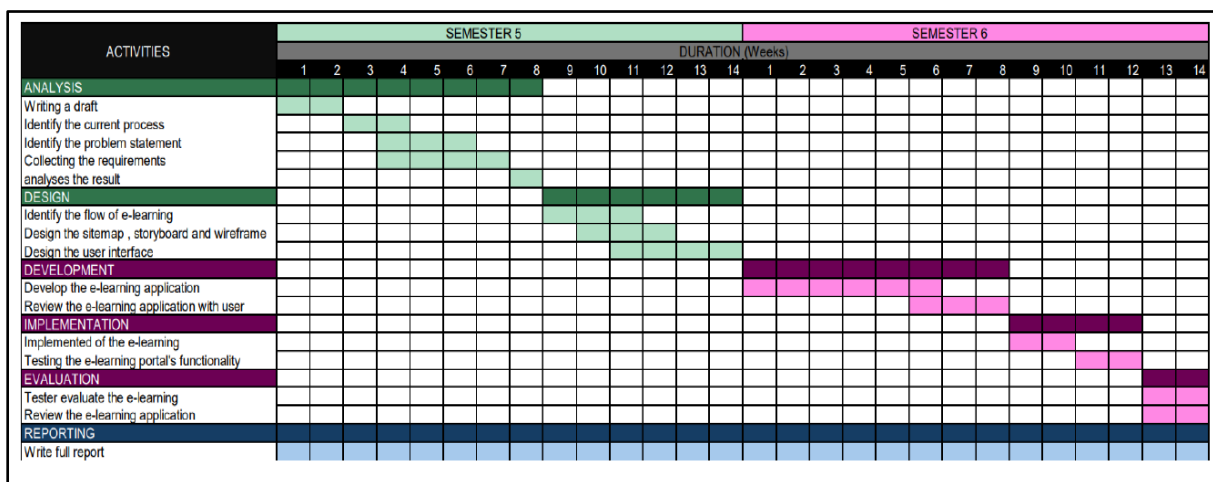 ACTIVITIES
SEMESTER 5 SEMESTER 6
DURATION (Weeks)
1 2 3 4 5 6 7 8 9 10 11 12 13 14 1 2 3 4 5 6 7 8 9 10 11 12 13 14
ANALYSIS
Writing a draft
Identify the current process
Identify the problem statement
Collecting the requirements
analyses the result
DESIGN
Identify the flow of e-learning
Design the sitemap , storyboard and wireframe
Design the user interface
DEVELOPMENT
Develop the e-learning application
Review the e-learning application with user
IMPLEMENTATION
Implemented of the e-learning
Testing the e-learning portal's functionality
EVALUATION
Tester evaluate the e-learning
Review the e-learning application
REPORTING
Write full report